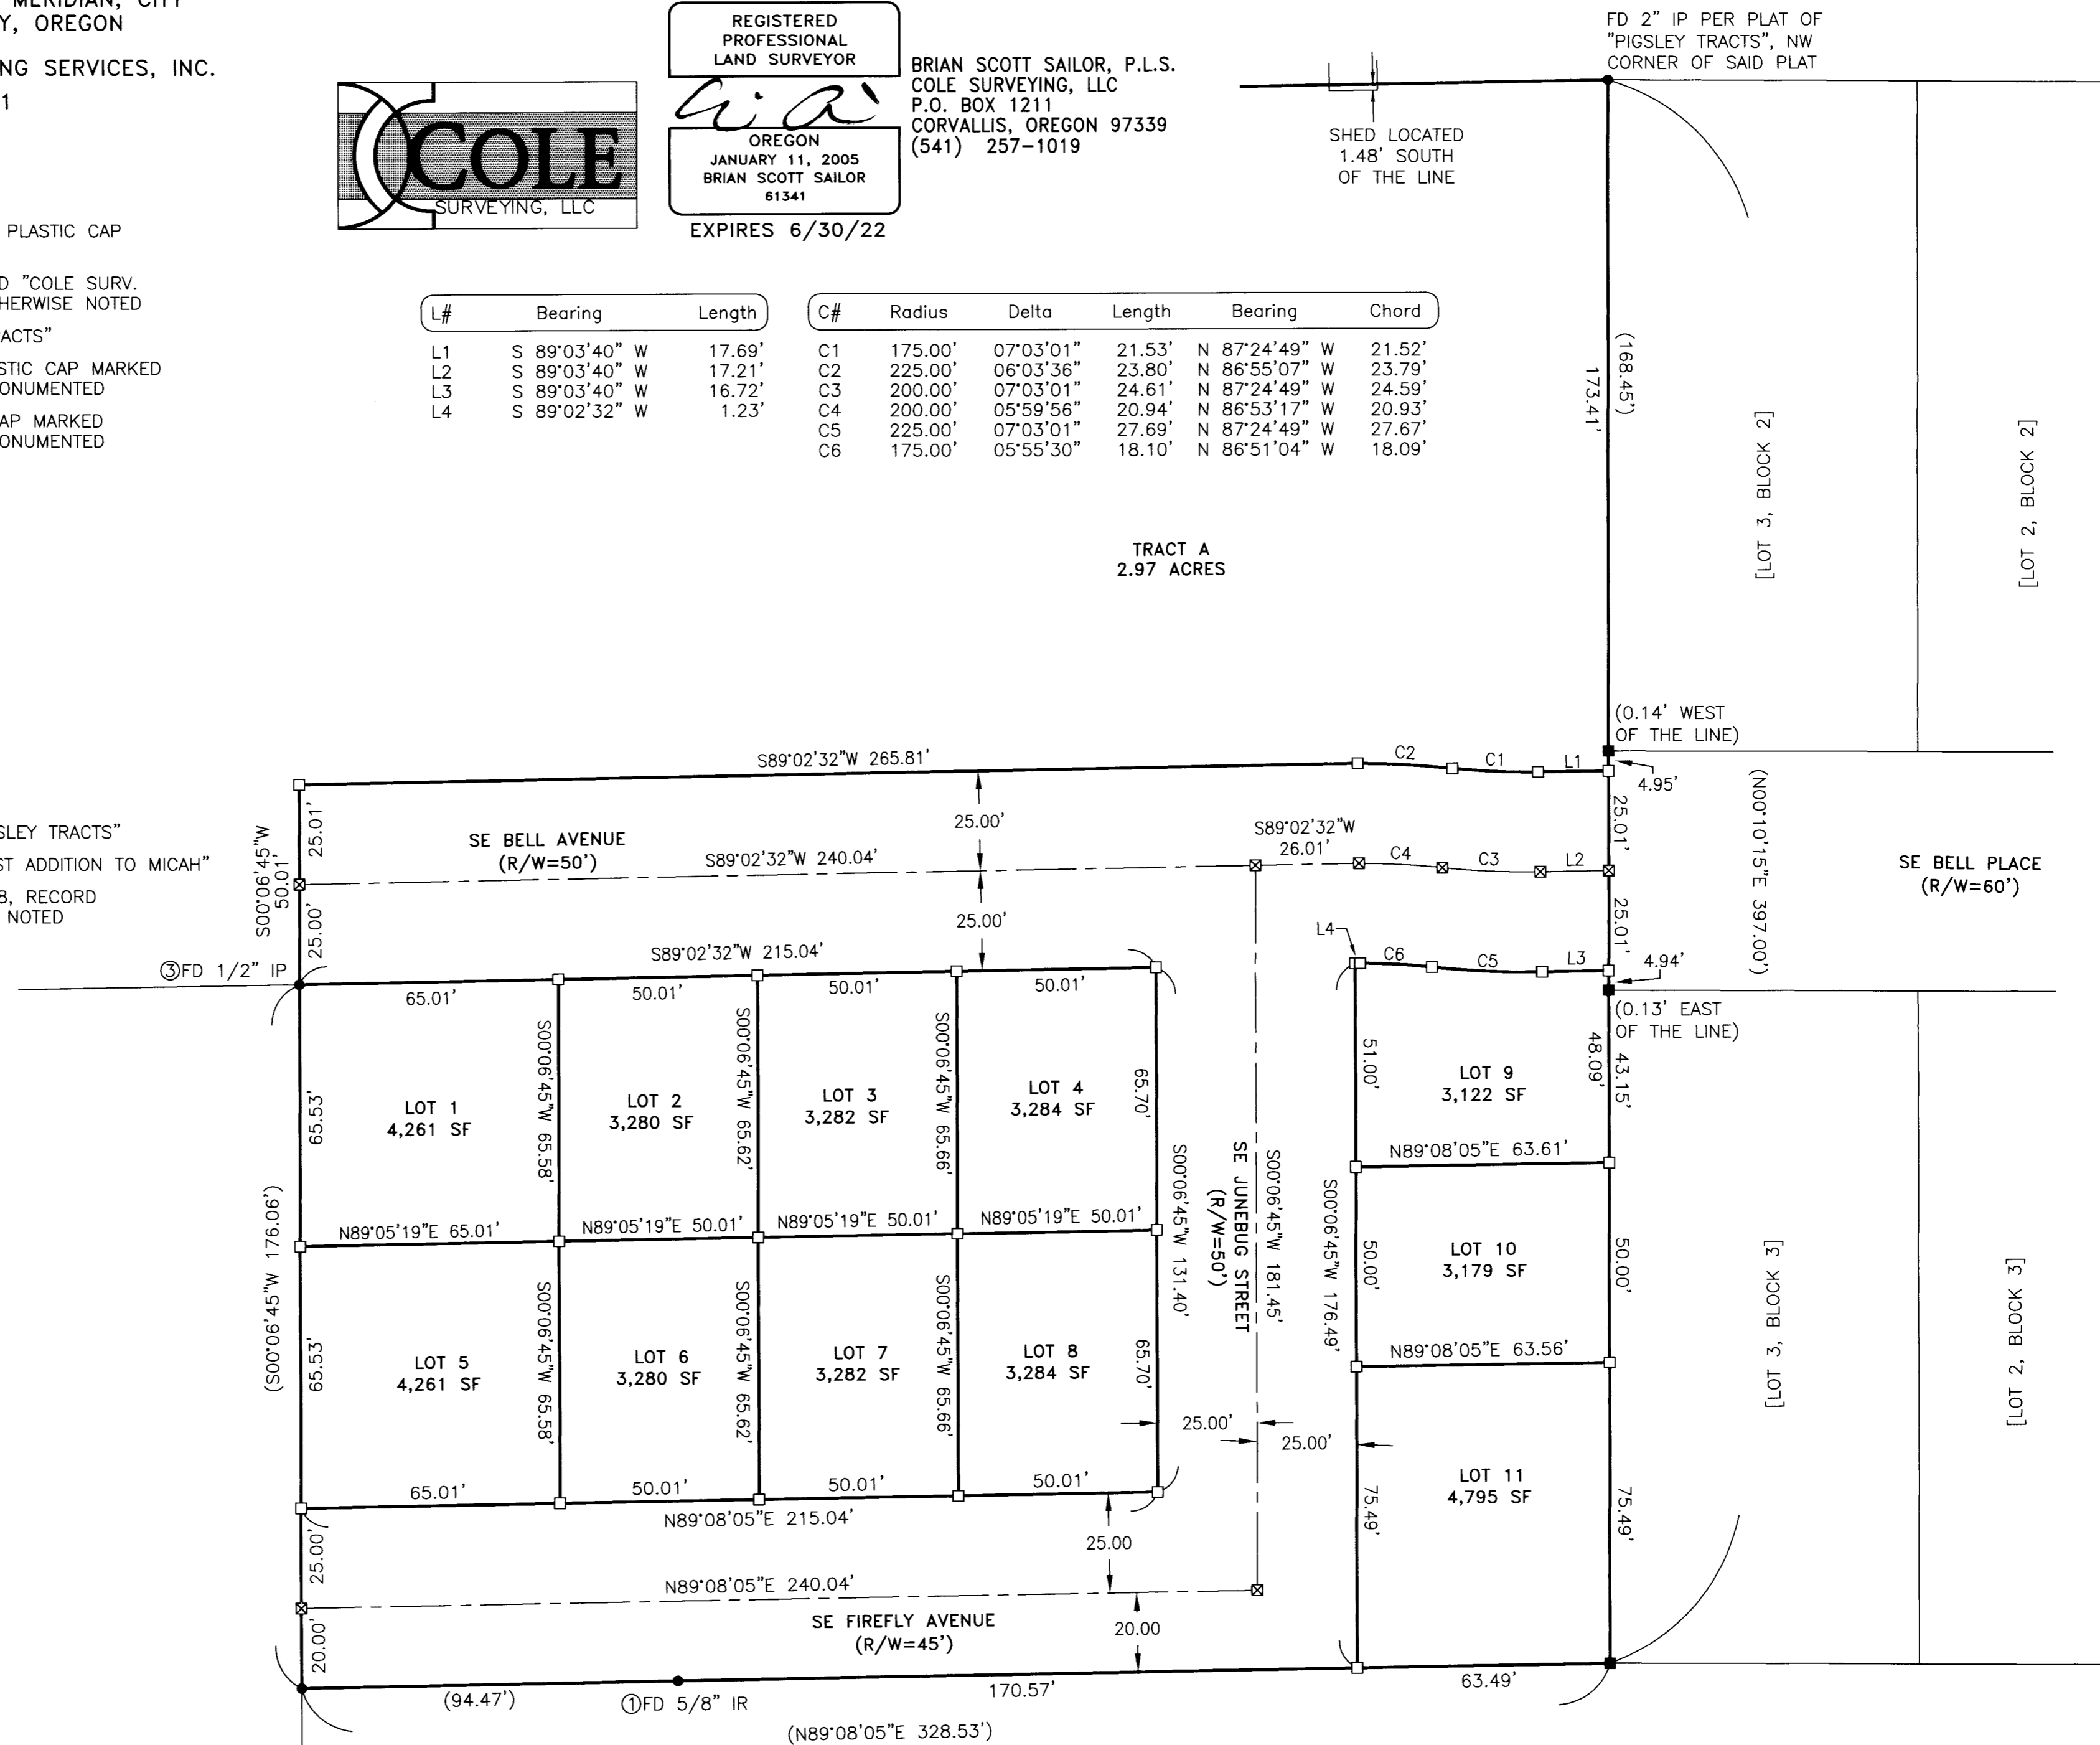 MERIDIAN, CITY
Y, OREGON
NG SERVICES, INC.
1
PLASTIC CAP
D "COLE SURV.
HERWISE NOTED
ACTS"
STIC CAP MARKED
ONUMENTED
AP MARKED
ONUMENTED
SLEY TRACTS"
ST ADDITION TO MICAH"
8, RECORD
NOTED
COLE
SURVEYING, LLC
REGISTERED
PROFESSIONAL
LAND SURVEYOR
OREGON
JANUARY 11, 2005
BRIAN SCOTT SAILOR
61341
EXPIRES 6/30/22
BRIAN SCOTT SAILOR, P.L.S.
COLE SURVEYING, LLC
P.O. BOX 1211
CORVALLIS, OREGON 97339
(541) 257-1019
FD 2" IP PER PLAT OF
"PIGSLEY TRACTS", NW
CORNER OF SAID PLAT
SHED LOCATED
1.48' SOUTH
OF THE LINE
L# Bearing Length
L1 S 89°03'40" W 17.69'
L2 S 89°03'40" W 17.21'
L3 S 89°03'40" W 16.72'
L4 S 89°02'32" W 1.23'
C# Radius Delta Length Bearing Chord
C1 175.00' 07°03'01" 21.53' N 87°24'49" W 21.52'
C2 225.00' 06°03'36" 23.80' N 86°55'07" W 23.79'
C3 200.00' 07°03'01" 24.61' N 87°24'49" W 24.59'
C4 200.00' 05°59'56" 20.94' N 86°53'17" W 20.93'
C5 225.00' 07°03'01" 27.69' N 87°24'49" W 27.67'
C6 175.00' 05°55'30" 18.10' N 86°51'04" W 18.09'
(168.45')
173.41'
[LOT 3, BLOCK 2]
[LOT 2, BLOCK 2]
TRACT A
2.97 ACRES
(0.14' WEST
OF THE LINE)
S89°02'32"W 265.81'
C2
C1
L1
4.95'
25.01'
S00°06'45"W
50.01'
25.01'
25.00'
SE BELL AVENUE
(R/W=50')
25.00'
S89°02'32"W 240.04'
S89°02'32"W
26.01'
C4
C3
L2
25.01'
(N00°10'15"E 397.00')
SE BELL PLACE
(R/W=60')
25.00'
S89°02'32"W 215.04'
L4
C6
C5
L3
4.94'
③FD 1/2" IP
65.01'
50.01'
50.01'
50.01'
(0.13' EAST
OF THE LINE)
65.53'
LOT 1
4,261 SF
S00°06'45"W 65.58'
LOT 2
3,280 SF
S00°06'45"W 65.62'
LOT 3
3,282 SF
S00°06'45"W 65.66'
LOT 4
3,284 SF
65.70'
51.00'
LOT 9
3,122 SF
48.09'
43.15'
N89°08'05"E 63.61'
N89°05'19"E 65.01'
N89°05'19"E 50.01'
N89°05'19"E 50.01'
N89°05'19"E 50.01'
(S00°06'45"W 176.06')
S00°06'45"W 131.40'
SE JUNEBUG STREET
(R/W=50')
S00°06'45"W 181.45'
S00°06'45"W 176.49'
50.00'
LOT 10
3,179 SF
50.00'
N89°08'05"E 63.56'
[LOT 3, BLOCK 3]
[LOT 2, BLOCK 3]
65.53'
LOT 5
4,261 SF
S00°06'45"W 65.58'
LOT 6
3,280 SF
S00°06'45"W 65.62'
LOT 7
3,282 SF
S00°06'45"W 65.66'
LOT 8
3,284 SF
65.70'
25.00'
25.00'
75.49'
LOT 11
4,795 SF
75.49'
65.01'
50.01'
50.01'
50.01'
N89°08'05"E 215.04'
25.00'
25.00
N89°08'05"E 240.04'
20.00'
SE FIREFLY AVENUE
(R/W=45')
20.00
(94.47')
①FD 5/8" IR
170.57'
63.49'
(N89°08'05"E 328.53')